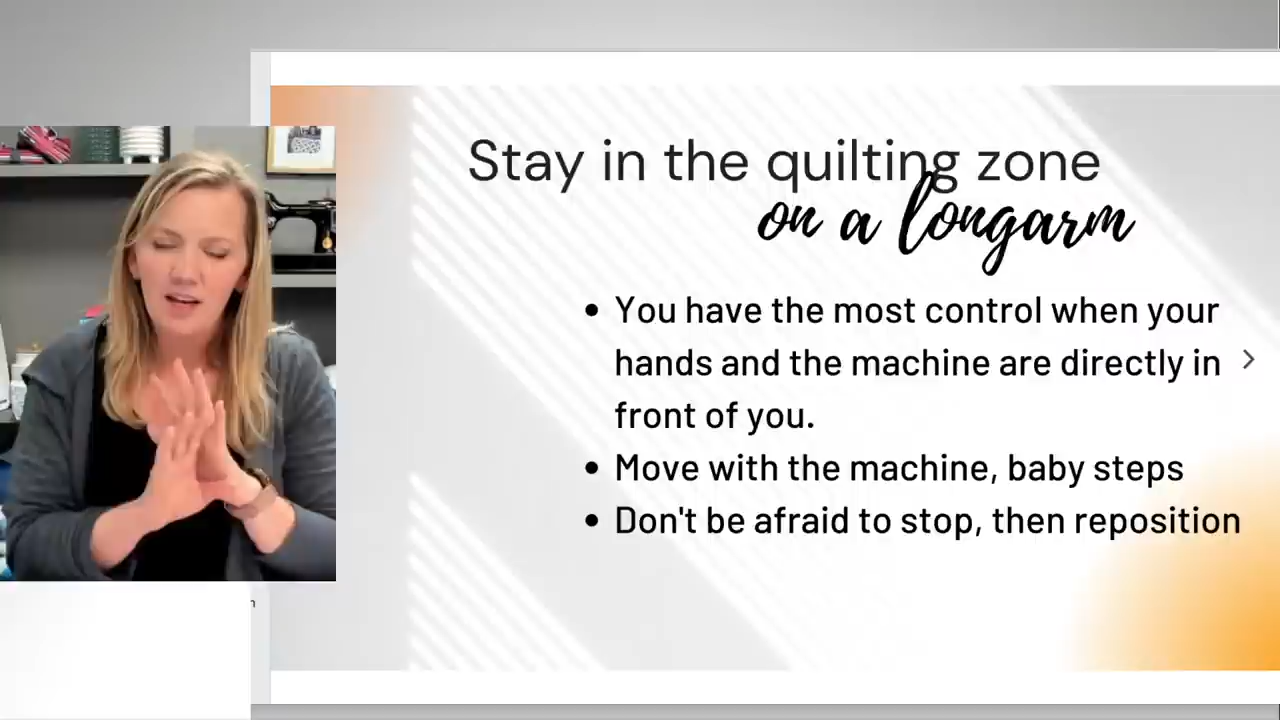 Stay in the quilting zone
on a longarm
• You have the most control when your
hands and the machine are directly in
front of you.
• Move with the machine, baby steps
• Don't be afraid to stop, then reposition